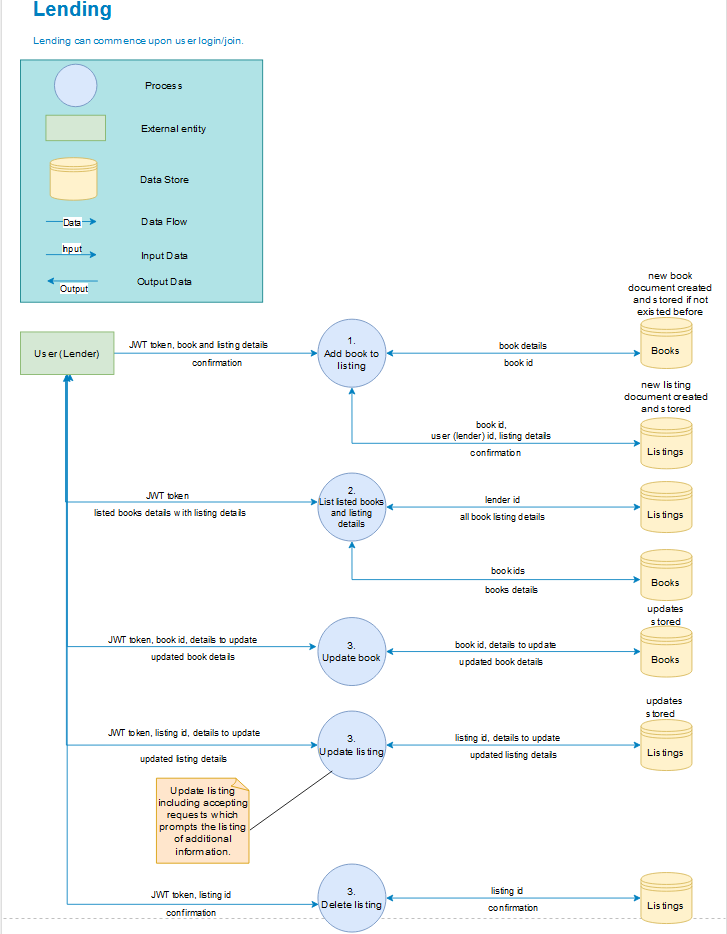 Lending
Lending can commence upon user login/join.
Process
External entity
Data Store
Data
Data Flow
Input
Input Data
Output
Output Data
new book
document created
and stored if not
existed before
User (Lender)
JWT token, book and listing details
confirmation
1.
Add book to
listing
book details
book id
Books
new listing
document created
and stored
book id,
user (lender) id, listing details
confirmation
Listings
JWT token
listed books details with listing details
2.
List listed books
and listing
details
lender id
all book listing details
Listings
book ids
books details
Books
updates
stored
JWT token, book id, details to update
updated book details
3.
Update book
book id, details to update
updated book details
Books
updates
stored
JWT token, listing id, details to update
updated listing details
3.
Update listing
listing id, details to update
updated listing details
Listings
Update listing
including accepting
requests which
prompts the listing
of additional
information.
JWT token, listing id
confirmation
3.
Delete listing
listing id
confirmation
Listings